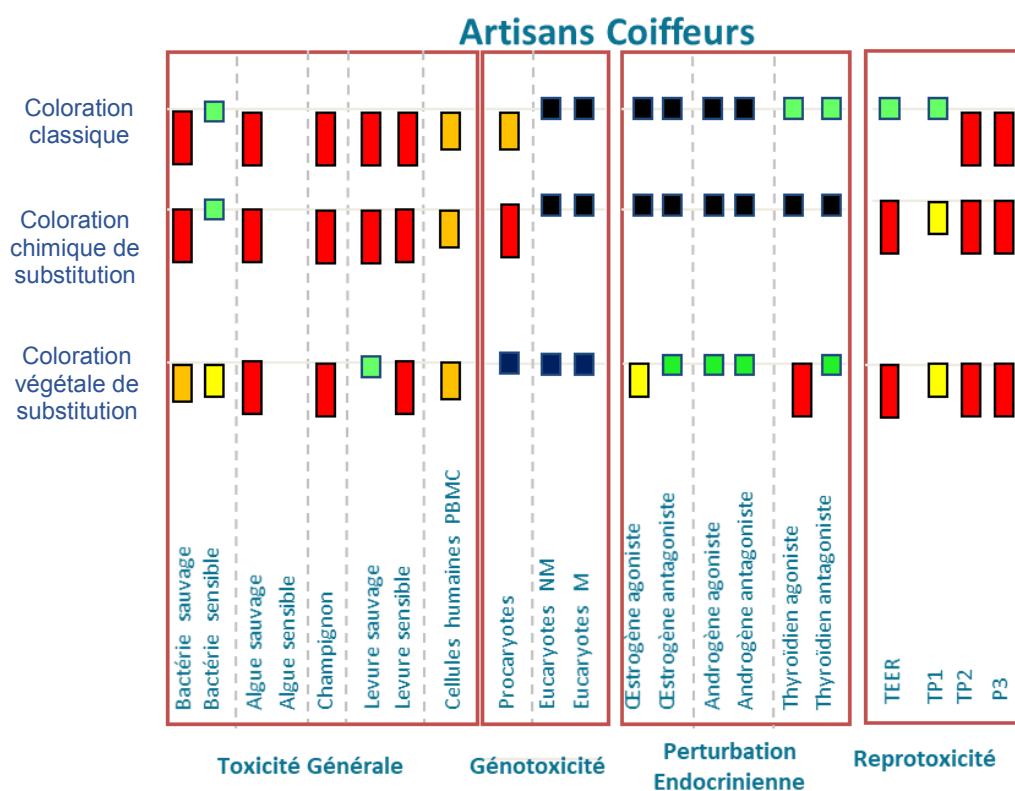 Artisans Coiffeurs
Coloration
classique
Coloration
chimique de
substitution
Coloration
végétale de
substitution
Bactérie sauvage
Bactérie sensible
Algue sauvage
Algue sensible
Champignon
Levure sauvage
Levure sensible
Cellules humaines PBMC
Procaryotes
Eucaryotes NM
Eucaryotes M
Œstrogène agoniste
Œstrogène antagoniste
Androgène agoniste
Androgène antagoniste
Thyroïdien agoniste
Thyroïdien antagoniste
TEER
TP1
TP2
P3
Toxicité Générale
Génotoxicité
Perturbation
Endocrinienne
Reprotoxicité